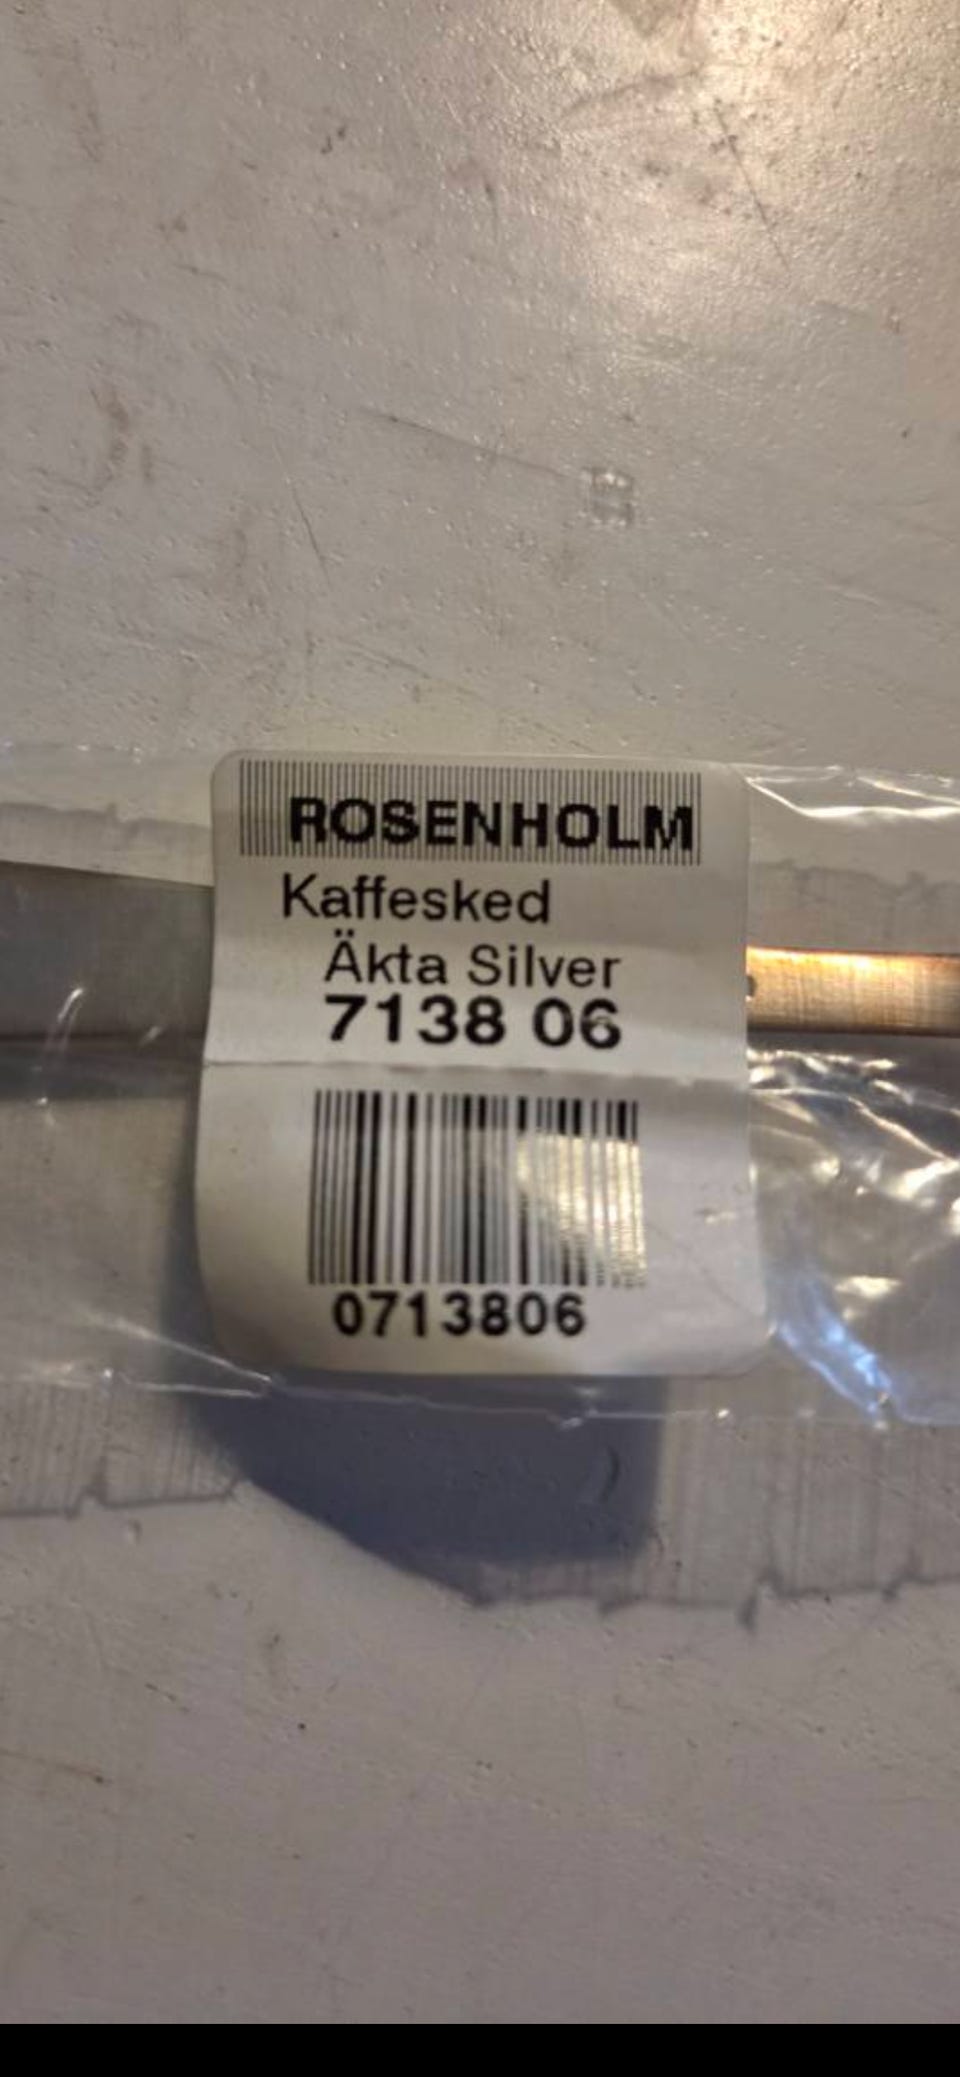 ROSENHOLM
Kaffesked
Äkta Silver
7138 06
0713806